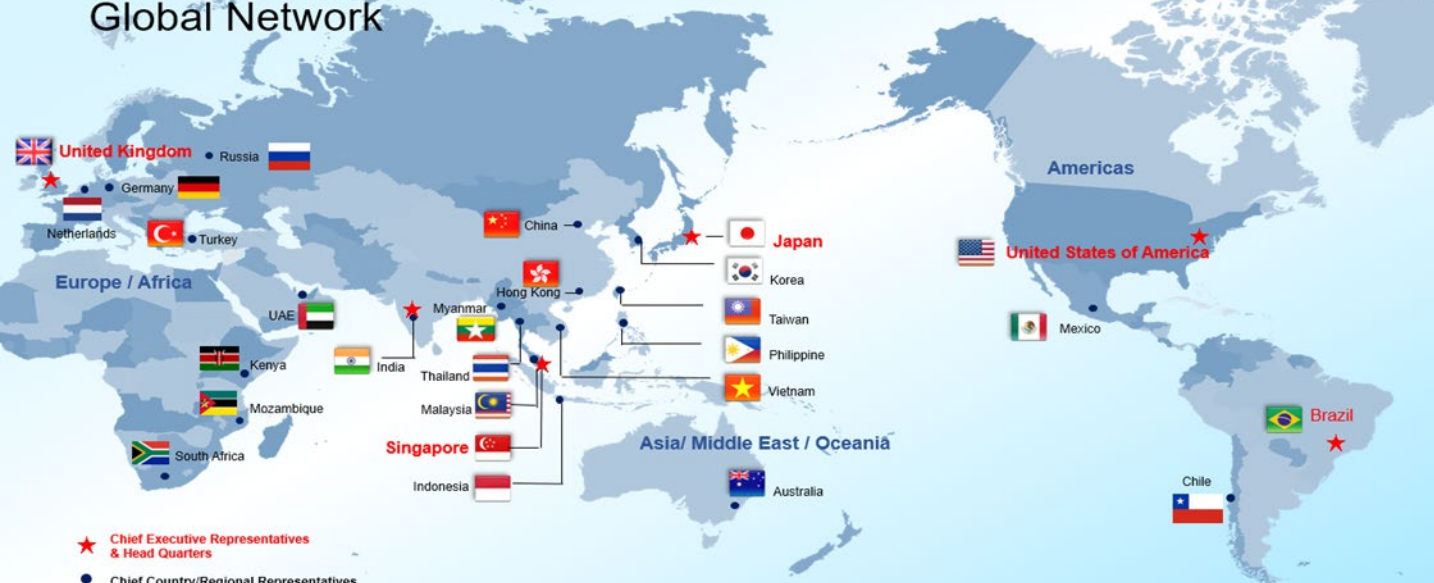 Global Network
United Kingdom
Russia
Germany
Netherlands
Turkey
Europe / Africa
UAE
Kenya
Mozambique
South Africa
China
Hong Kong
Myanmar
India
Thailand
Malaysia
Singapore
Indonesia
Japan
Korea
Taiwan
Philippine
Vietnam
Asia/ Middle East / Oceania
Australia
Americas
United States of America
Mexico
Brazil
Chile
Chief Executive Representatives
& Head Quarters
Chief Country/Regional Representatives